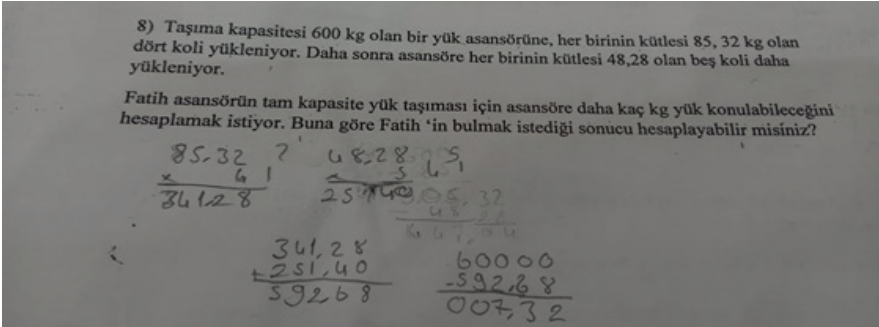 8) Taşıma kapasitesi 600 kg olan bir yük asansörüne, her birinin kütlesi 85, 32 kg olan
dört koli yükleniyor. Daha sonra asansöre her birinin kütlesi 48,28 olan beş koli daha
yükleniyor.
Fatih asansörün tam kapasite yük taşıması için asansöre daha kaç kg yük konulabileceğini
hesaplamak istiyor. Buna göre Fatih ‘in bulmak istediği sonucu hesaplayabilir misiniz?
85,32 2 1
x 4
341,28
48,28
x 5
341,28
+251,40
592,68
60000
-592,68
007,32